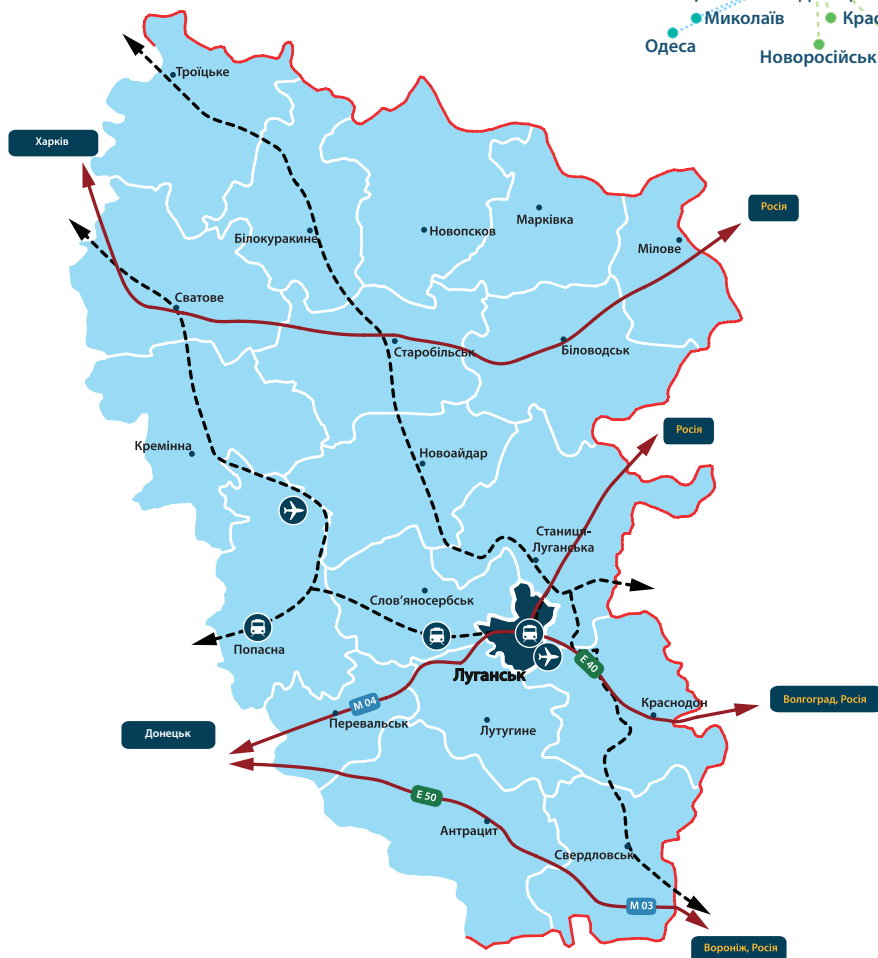 Миколаїв
Крас
Одеса
Новоросійськ
Троїцьке
Харків
Росія
Марківка
Новопсков
Білокуракине
Мілове
Сватове
Старобільськ
Біловодськ
Росія
Кремінна
Новоайдар
Станиця-
Луганська
Слов’яносербськ
Попасна
Луганськ
E 40
Краснодон
Волгоград, Росія
M 04
Перевальськ
Лутугине
Донецьк
E 50
Антрацит
Свердловськ
M 03
Вороніж, Росія